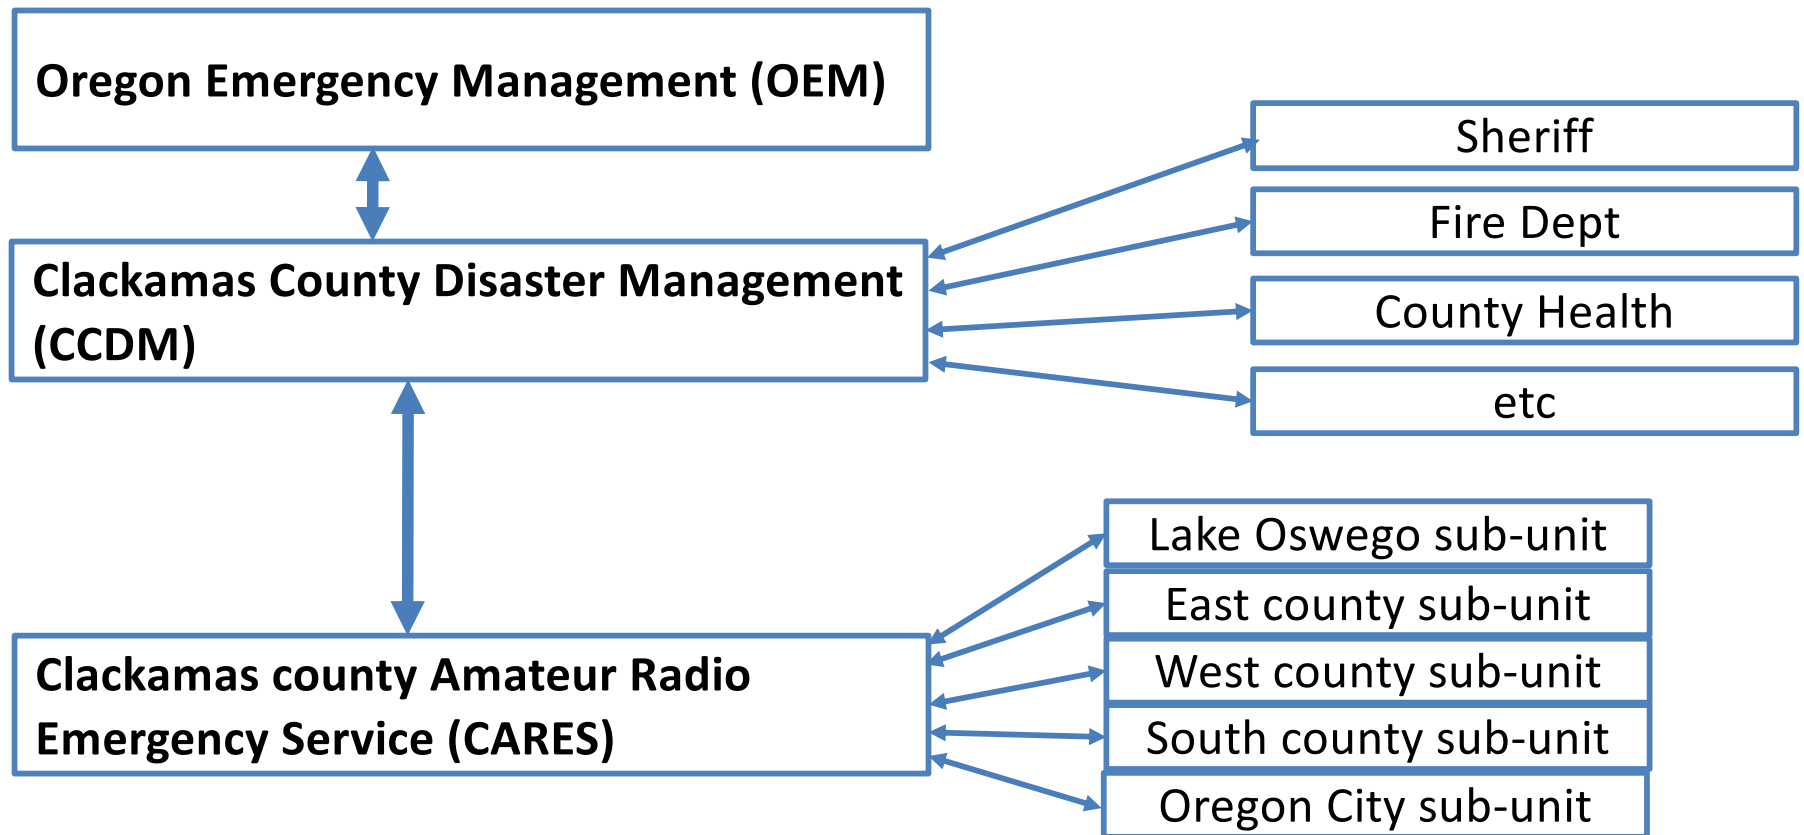 Oregon Emergency Management (OEM)
Sheriff
Fire Dept
Clackamas County Disaster Management
(CCDM)
County Health
etc
Lake Oswego sub-unit
East county sub-unit
West county sub-unit
Clackamas county Amateur Radio
Emergency Service (CARES)
South county sub-unit
Oregon City sub-unit